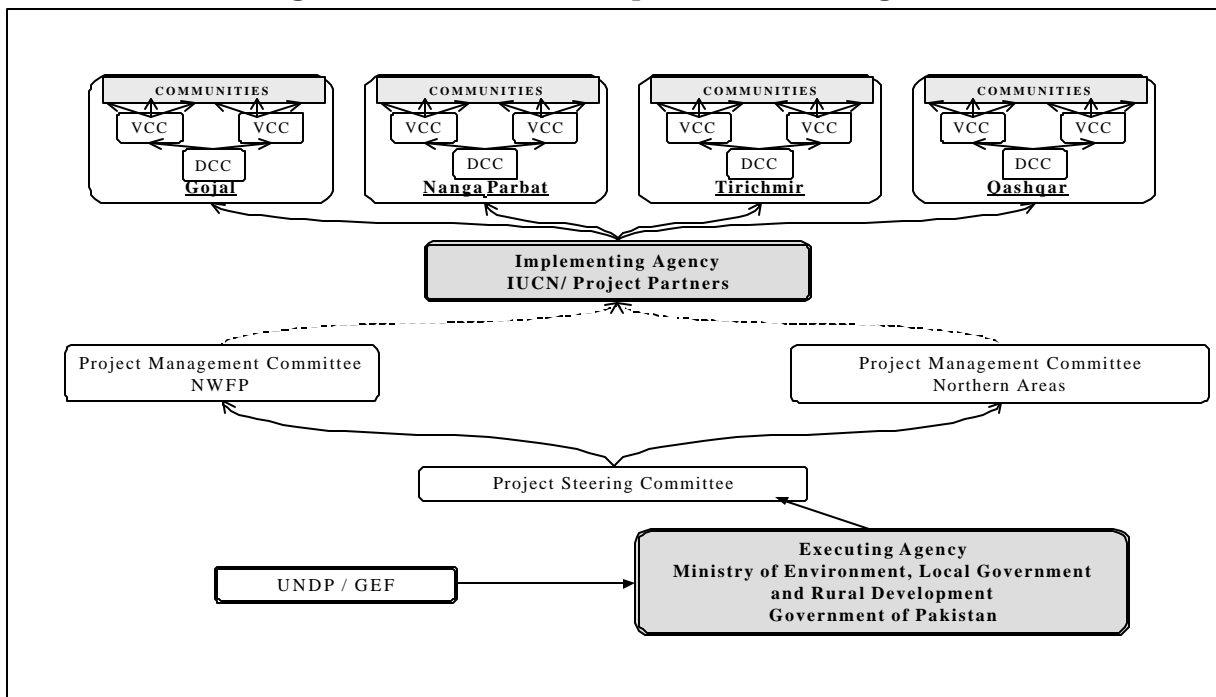 COMMUNITIES
VCC VCC
DCC
Gojal
COMMUNITIES
VCC VCC
DCC
Nanga Parbat
COMMUNITIES
VCC VCC
DCC
Tirichmir
COMMUNITIES
VCC VCC
DCC
Qashqar
Implementing Agency
IUCN/ Project Partners
Project Management Committee
NWFP
Project Management Committee
Northern Areas
Project Steering Committee
UNDP / GEF
Executing Agency
Ministry of Environment, Local Government
and Rural Development
Government of Pakistan